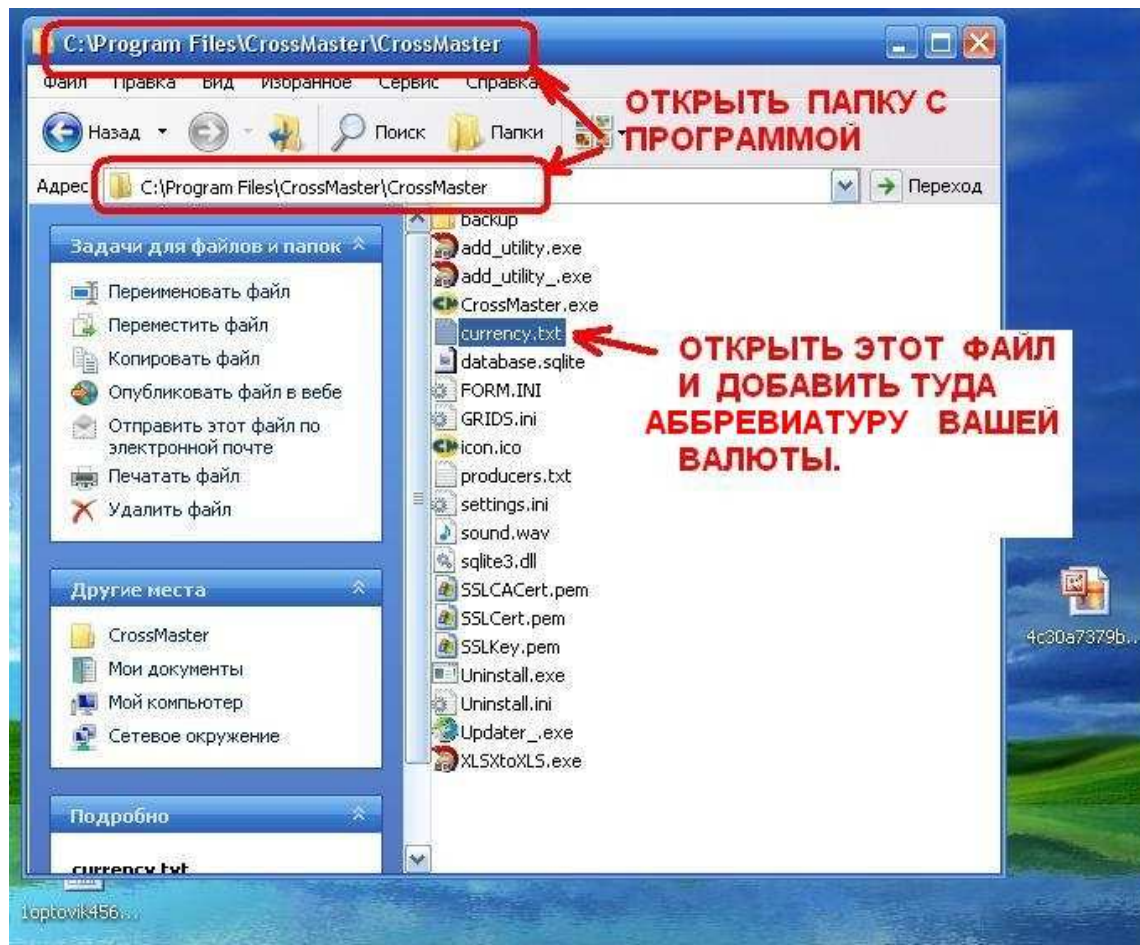 C:\Program Files\CrossMaster\CrossMaster
Файл Правка Вид Избранное Сервис Справка
Назад Поиск Папки
ОТКРЫТЬ ПАПКУ С
ПРОГРАММОЙ
Адрес C:\Program Files\CrossMaster\CrossMaster Переход
Задачи для файлов и папок
Переименовать файл
Переместить файл
Копировать файл
Опубликовать файл в вебе
Отправить этот файл по
электронной почте
Печатать файл
Удалить файл
Другие места
CrossMaster
Мои документы
Мой компьютер
Сетевое окружение
Подробно
currency.txt
backup
add_utility.exe
add_utility_.exe
CrossMaster.exe
currency.txt
database.sqlite
FORM.INI
GRIDS.ini
icon.ico
producers.txt
settings.ini
sound.wav
sqlite3.dll
SSLCACert.pem
SSLCert.pem
SSLKey.pem
Uninstall.exe
Uninstall.ini
Updater_.exe
XLSXtoXLS.exe
ОТКРЫТЬ ЭТОТ ФАЙЛ
И ДОБАВИТЬ ТУДА
АББРЕВИАТУРУ ВАШЕЙ
ВАЛЮТЫ.
4c30a7379b...
1optovik456...